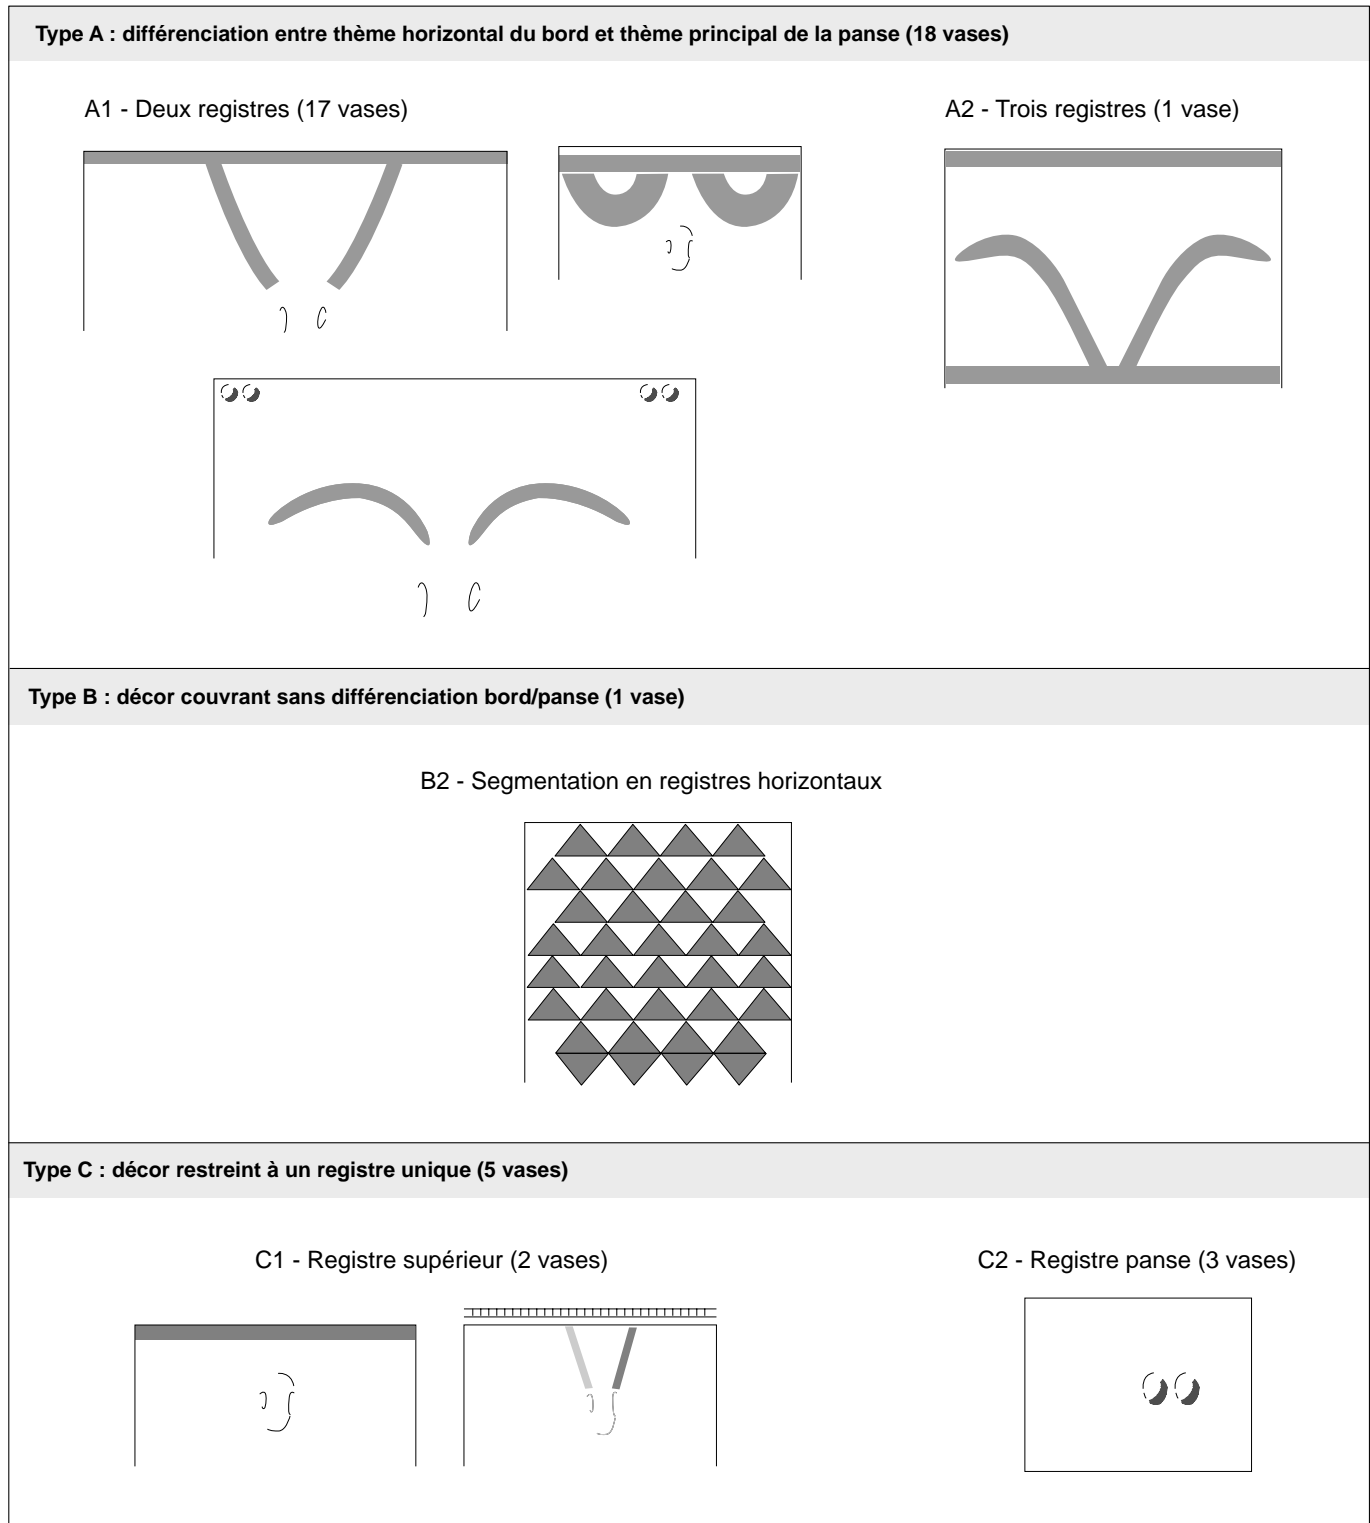 Type A : différenciation entre thème horizontal du bord et thème principal de la panse (18 vases)
A1 - Deux registres (17 vases)
A2 - Trois registres (1 vase)
Type B : décor couvrant sans différenciation bord/panse (1 vase)
B2 - Segmentation en registres horizontaux
Type C : décor restreint à un registre unique (5 vases)
C1 - Registre supérieur (2 vases)
C2 - Registre panse (3 vases)